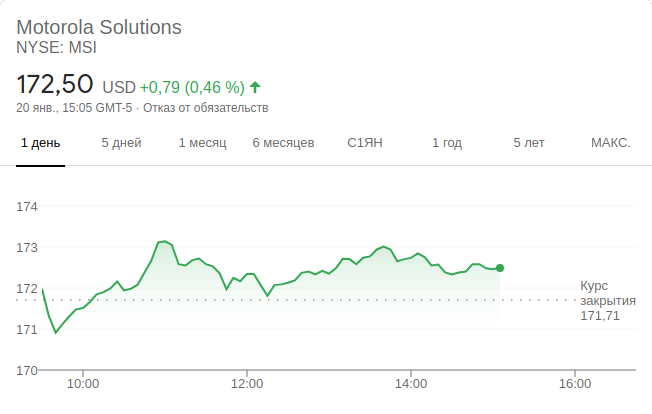 Motorola Solutions
NYSE: MSI
172,50 USD +0,79 (0,46 %)
20 янв., 15:05 GMT-5 · Отказ от обязательств
1 день 5 дней 1 месяц 6 месяцев С1ЯН 1 год 5 лет МАКС.
174
173
172
171
170
Курс
закрытия
171,71
10:00 12:00 14:00 16:00